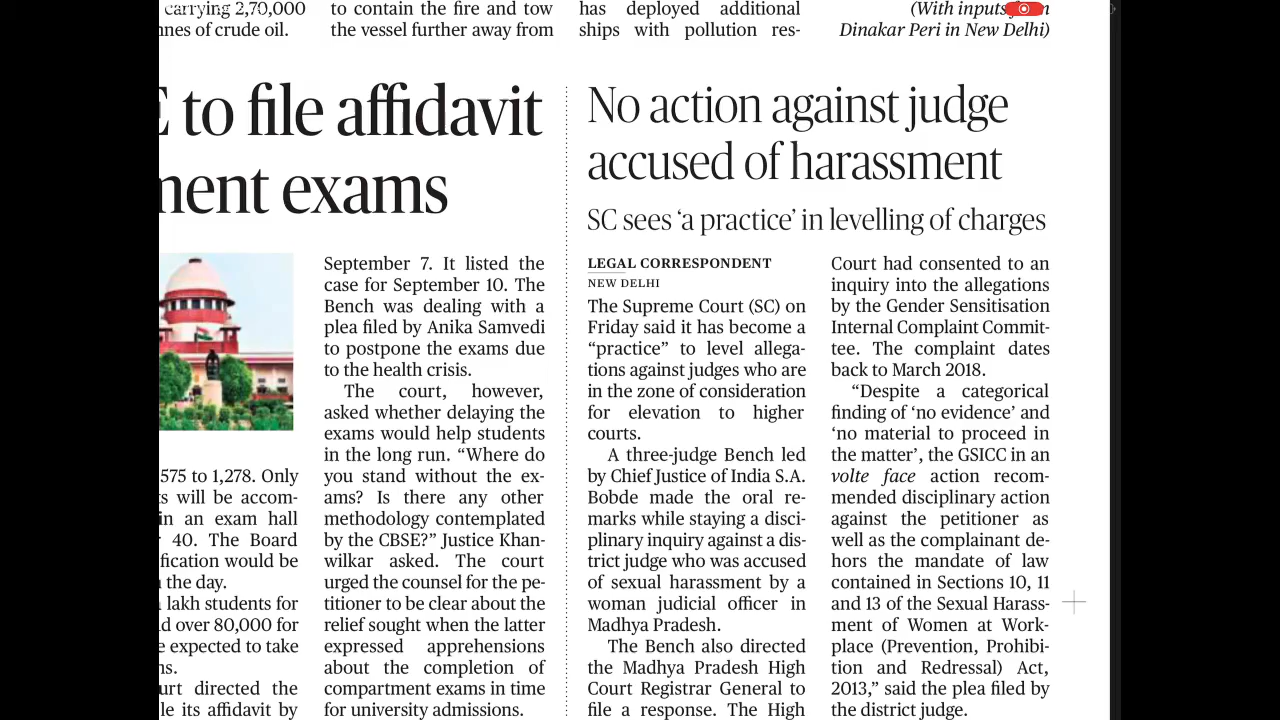 carrying 2,70,000
nnes of crude oil.
to contain the fire and tow
the vessel further away from
has deployed additional
ships with pollution res-
(With inputs
Dinakar Peri in New Delhi)
E to file affidavit
ment exams
575 to 1,278. Only
ts will be accom-
in an exam hall
40. The Board
fication would be
the day.
lakh students for
d over 80,000 for
e expected to take
ns.
urt directed the
le its affidavit by
September 7. It listed the
case for September 10. The
Bench was dealing with a
plea filed by Anika Samvedi
to postpone the exams due
to the health crisis.
The court, however,
asked whether delaying the
exams would help students
in the long run. “Where do
you stand without the ex-
ams? Is there any other
methodology contemplated
by the CBSE?” Justice Khan-
wilkar asked. The court
urged the counsel for the pe-
titioner to be clear about the
relief sought when the latter
expressed apprehensions
about the completion of
compartment exams in time
for university admissions.
No action against judge
accused of harassment
SC sees ‘a practice’ in levelling of charges
LEGAL CORRESPONDENT
NEW DELHI
The Supreme Court (SC) on
Friday said it has become a
“practice” to level allega-
tions against judges who are
in the zone of consideration
for elevation to higher
courts.
A three-judge Bench led
by Chief Justice of India S.A.
Bobde made the oral re-
marks while staying a disci-
plinary inquiry against a dis-
trict judge who was accused
of sexual harassment by a
woman judicial officer in
Madhya Pradesh.
The Bench also directed
the Madhya Pradesh High
Court Registrar General to
file a response. The High
Court had consented to an
inquiry into the allegations
by the Gender Sensitisation
Internal Complaint Commit-
tee. The complaint dates
back to March 2018.
“Despite a categorical
finding of ‘no evidence’ and
‘no material to proceed in
the matter’, the GSICC in an
volte face action recom-
mended disciplinary action
against the petitioner as
well as the complainant de-
hors the mandate of law
contained in Sections 10, 11
and 13 of the Sexual Harass-
ment of Women at Work-
place (Prevention, Prohibi-
tion and Redressal) Act,
2013,” said the plea filed by
the district judge.